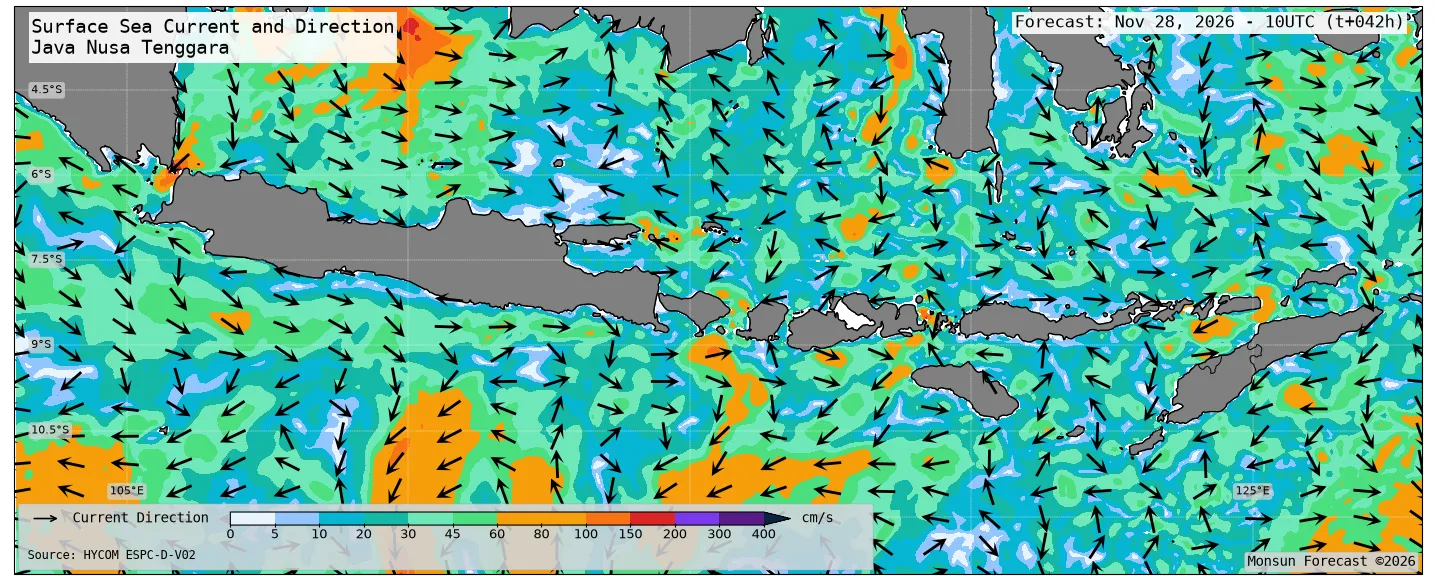 Surface Sea Current and Direction
Java Nusa Tenggara
Forecast: Nov 28, 2026 - 10UTC (t+042h)
4.5°S
6°S
7.5°S
9°S
10.5°S
105°E
125°E
Current Direction
0 5 10 20 30 45 60 80 100 150 200 300 400
cm/s
Source: HYCOM ESPC-D-V02
Monsun Forecast ©2026